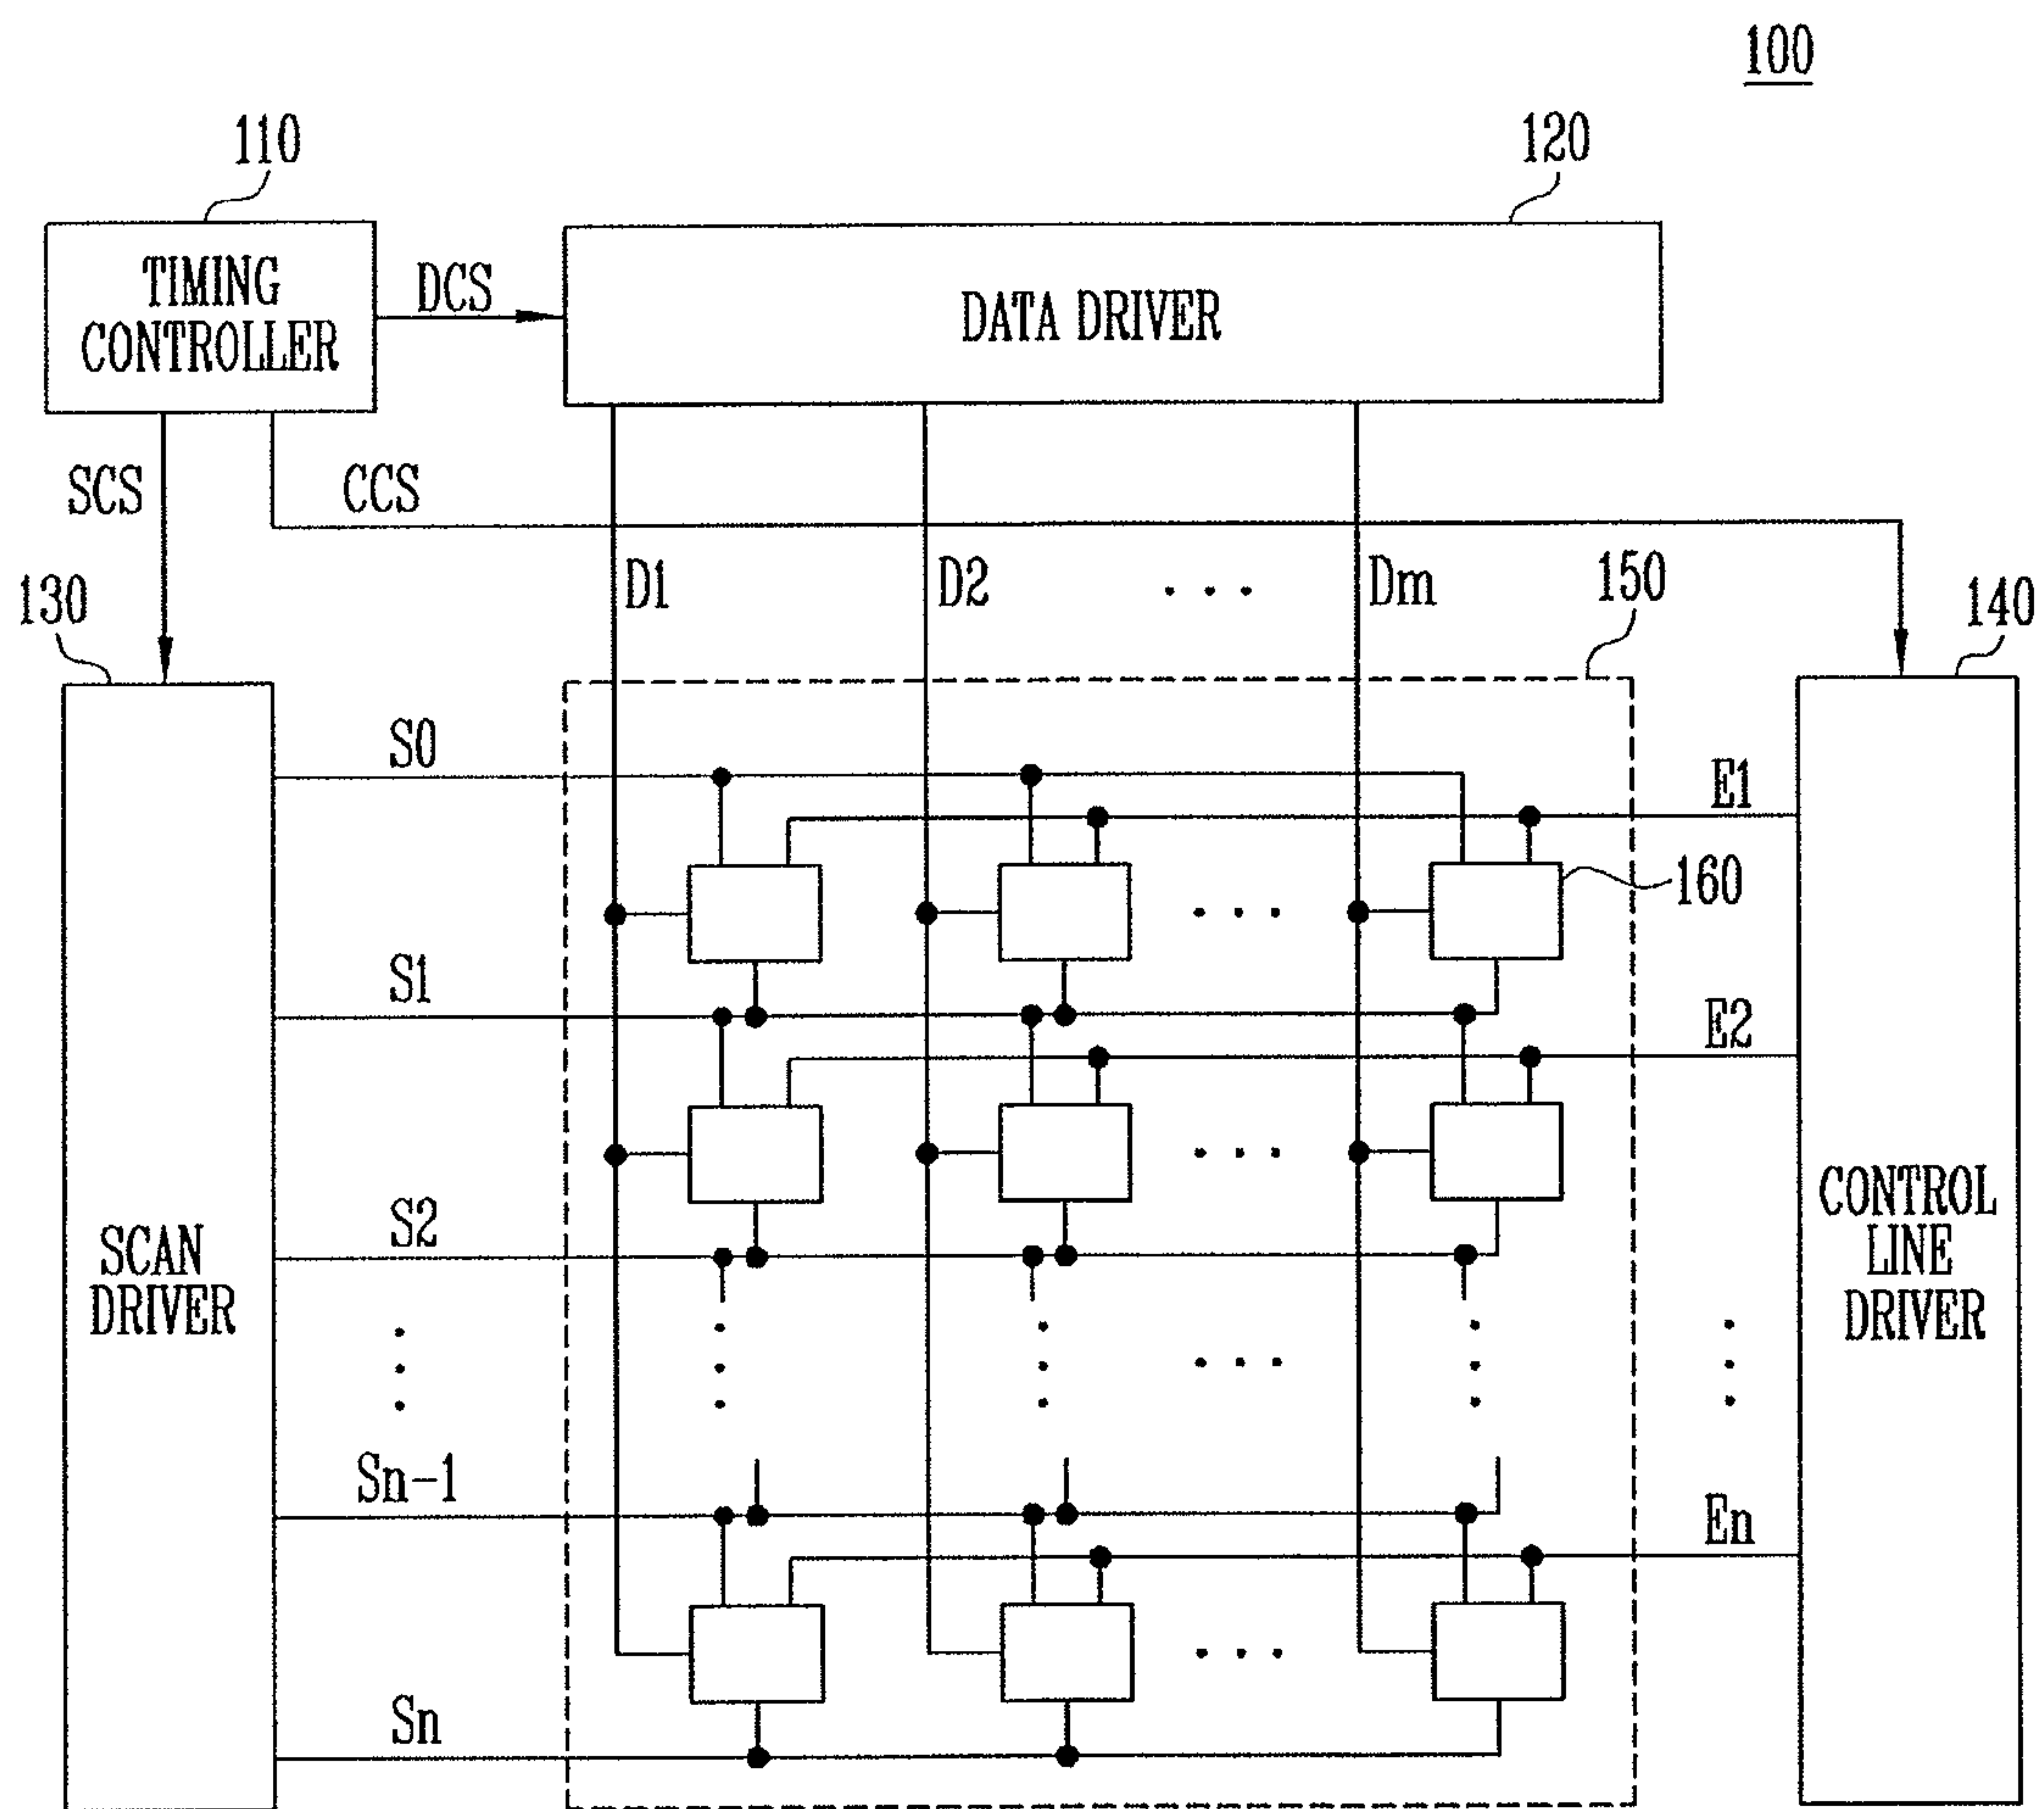 100
110
120
TIMING
CONTROLLER
DCS
DATA DRIVER
SCS
CCS
D1
D2
. . .
Dm
150
130
140
S0
E1
160
. . .
S1
E2
. . .
S2
SCAN
DRIVER
CONTROL
LINE
DRIVER
. . .
Sn-1
En
. . .
Sn